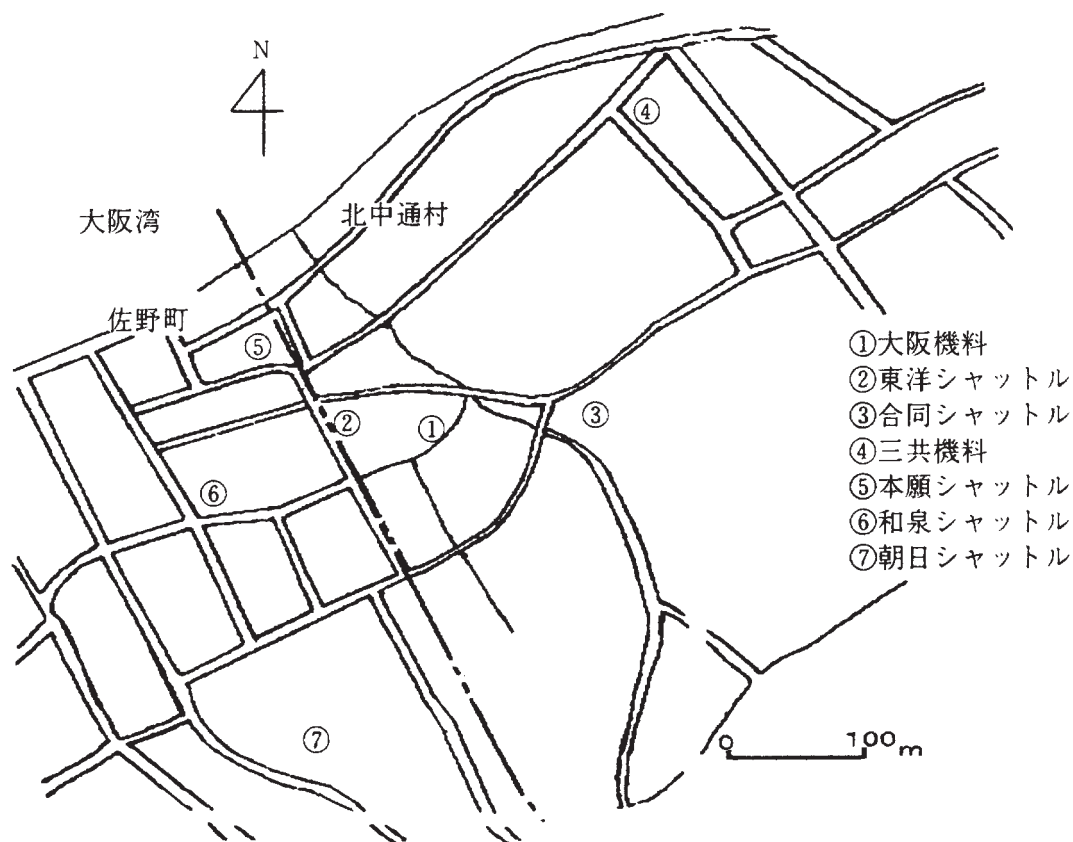 N
④
大阪湾
北中通村
佐野町
⑤
②
①
③
⑥
⑦
①大阪機料
②東洋シャットル
③合同シャットル
④三共機料
⑤本願シャットル
⑥和泉シャットル
⑦朝日シャットル
0 100m